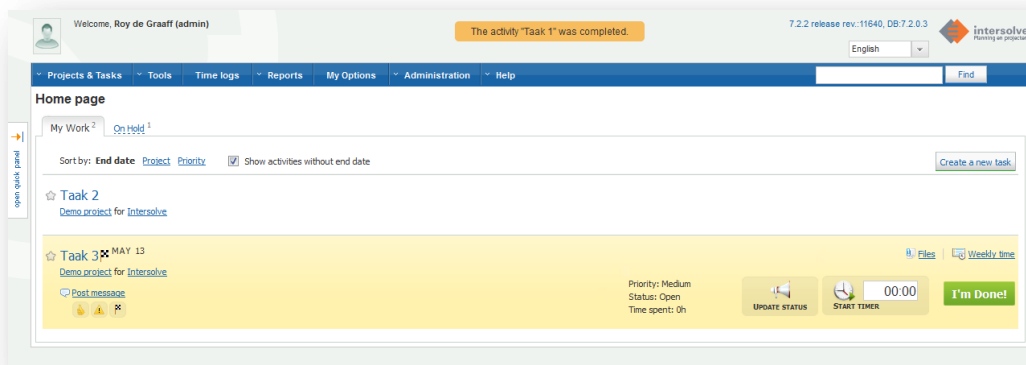 Welcome, Roy de Graaff (admin)
The activity "Taak 1" was completed.
7.2.2 release rev.:11640, DB:7.2.0.3
English
intersolve
Planning en projecten
Projects & Tasks Tools Time logs Reports My Options Administration Help Find
Home page
open quick panel
My Work 2 On Hold 1
Sort by: End date Project Priority Show activities without end date Create a new task
Taak 2
Demo project for Intersolve
Taak 3 MAY 13 Files Weekly time
Demo project for Intersolve
Post message
Priority: Medium
Status: Open
Time spent: 0h
UPDATE STATUS
00:00
START TIMER
I'm Done!